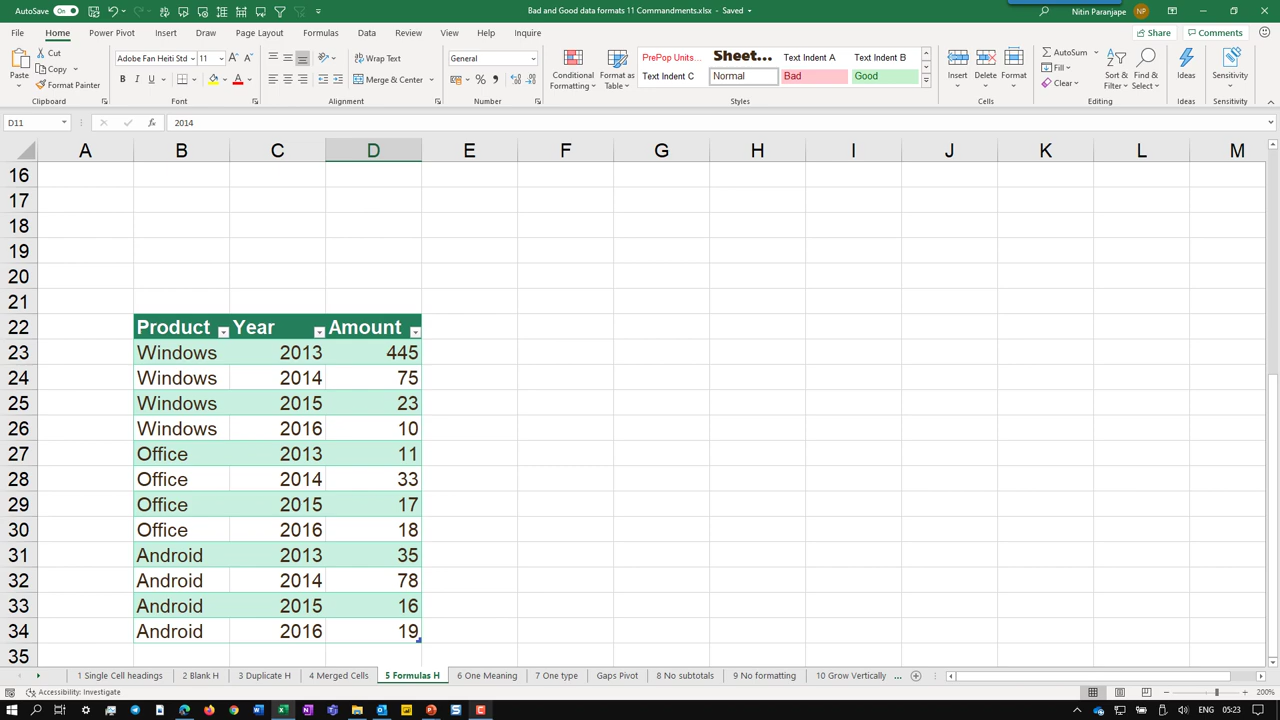 AutoSave On
Bad and Good data formats 11 Commandments.xlsx - Saved
Nitin Paranjape NP
File Home Power Pivot Insert Draw Page Layout Formulas Data Review View Help Inquire
Share Comments
Paste
Cut
Copy
Format Painter
Clipboard
Adobe Fan Heiti Std 11
B I U
Font
Wrap Text
Merge & Center
Alignment
General
Number
Conditional Formatting
Format as Table
PrePop Units... Sheet... Text Indent A Text Indent B
Text Indent C Normal Bad Good
Styles
Insert Delete Format
Cells
AutoSum
Fill
Clear
Sort & Filter
Find & Select
Editing
Ideas
Ideas
Sensitivity
Sensitivity
D11 fx 2014
A B C D E F G H I J K L M
16
17
18
19
20
21
22 Product Year Amount
23 Windows 2013 445
24 Windows 2014 75
25 Windows 2015 23
26 Windows 2016 10
27 Office 2013 11
28 Office 2014 33
29 Office 2015 17
30 Office 2016 18
31 Android 2013 35
32 Android 2014 78
33 Android 2015 16
34 Android 2016 19
35
1 Single Cell headings 2 Blank H 3 Duplicate H 4 Merged Cells 5 Formulas H 6 One Meaning 7 One type Gaps Pivot 8 No subtotals 9 No formatting 10 Grow Vertically ...
Accessibility: Investigate
200%
ENG 05:23